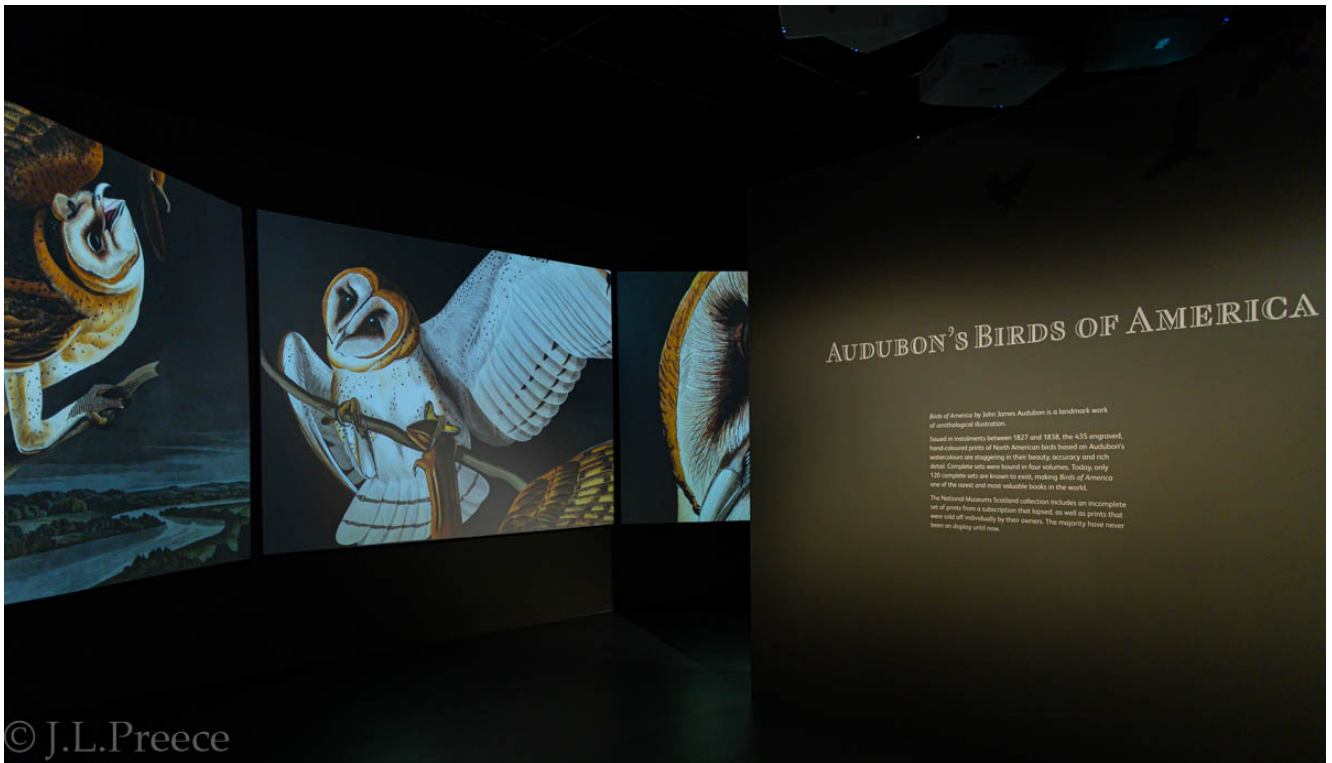 AUDUBON'S BIRDS OF AMERICA
Birds of America by John James Audubon is a landmark work
of ornithological illustration.
Issued in instalments between 1827 and 1838, the 435 engraved,
hand-coloured prints of North American birds based on Audubon's
watercolours are staggering in their beauty, accuracy and rich
detail. Complete sets were bound in four volumes. Today, only
120 complete sets are known to exist, making Birds of America
one of the rarest and most valuable books in the world.
The National Museums Scotland collection includes an incomplete
set of prints from a subscription that lapsed, as well as prints that
were sold off individually by their owners. The majority have never
been on display until now.
© J.L.Preece